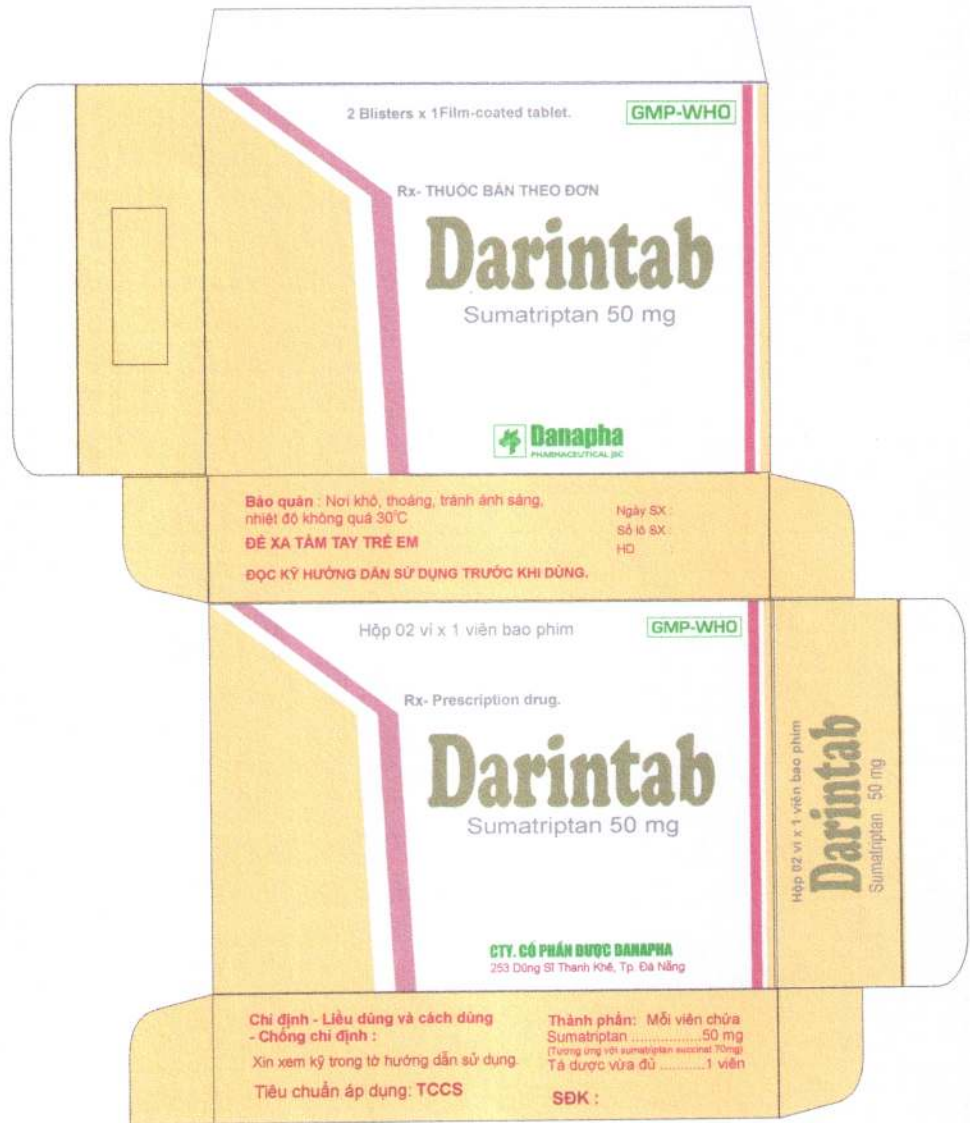 2 Blisters x 1Film-coated tablet.
GMP-WHO
Rx- THUỐC BÁN THEO ĐƠN
Darintab
Sumatriptan 50 mg
Danapha
PHARMACEUTICAL JSC
Bảo quản : Nơi khô, thoáng, tránh ánh sáng,
nhiệt độ không quá 30°C
ĐỂ XA TẦM TAY TRẺ EM
ĐỌC KỸ HƯỚNG DẪN SỬ DỤNG TRƯỚC KHI DÙNG.
Ngày SX :
Số lô SX :
HD :
Hộp 02 vỉ x 1 viên bao phim
GMP-WHO
Rx- Prescription drug.
Darintab
Sumatriptan 50 mg
CTY. CỔ PHẦN DƯỢC DANAPHA
253 Dũng Sĩ Thanh Khê, Tp. Đà Nẵng
Hộp 02 vỉ x 1 viên bao phim
Darintab
Sumatriptan 50 mg
Chỉ định - Liều dùng và cách dùng
- Chống chỉ định :
Xin xem kỹ trong tờ hướng dẫn sử dụng.
Tiêu chuẩn áp dụng: TCCS
Thành phần: Mỗi viên chứa
Sumatriptan ................50 mg
(Tương ứng với sumatriptan succinat 70mg)
Tá dược vừa đủ ..........1 viên
SĐK :